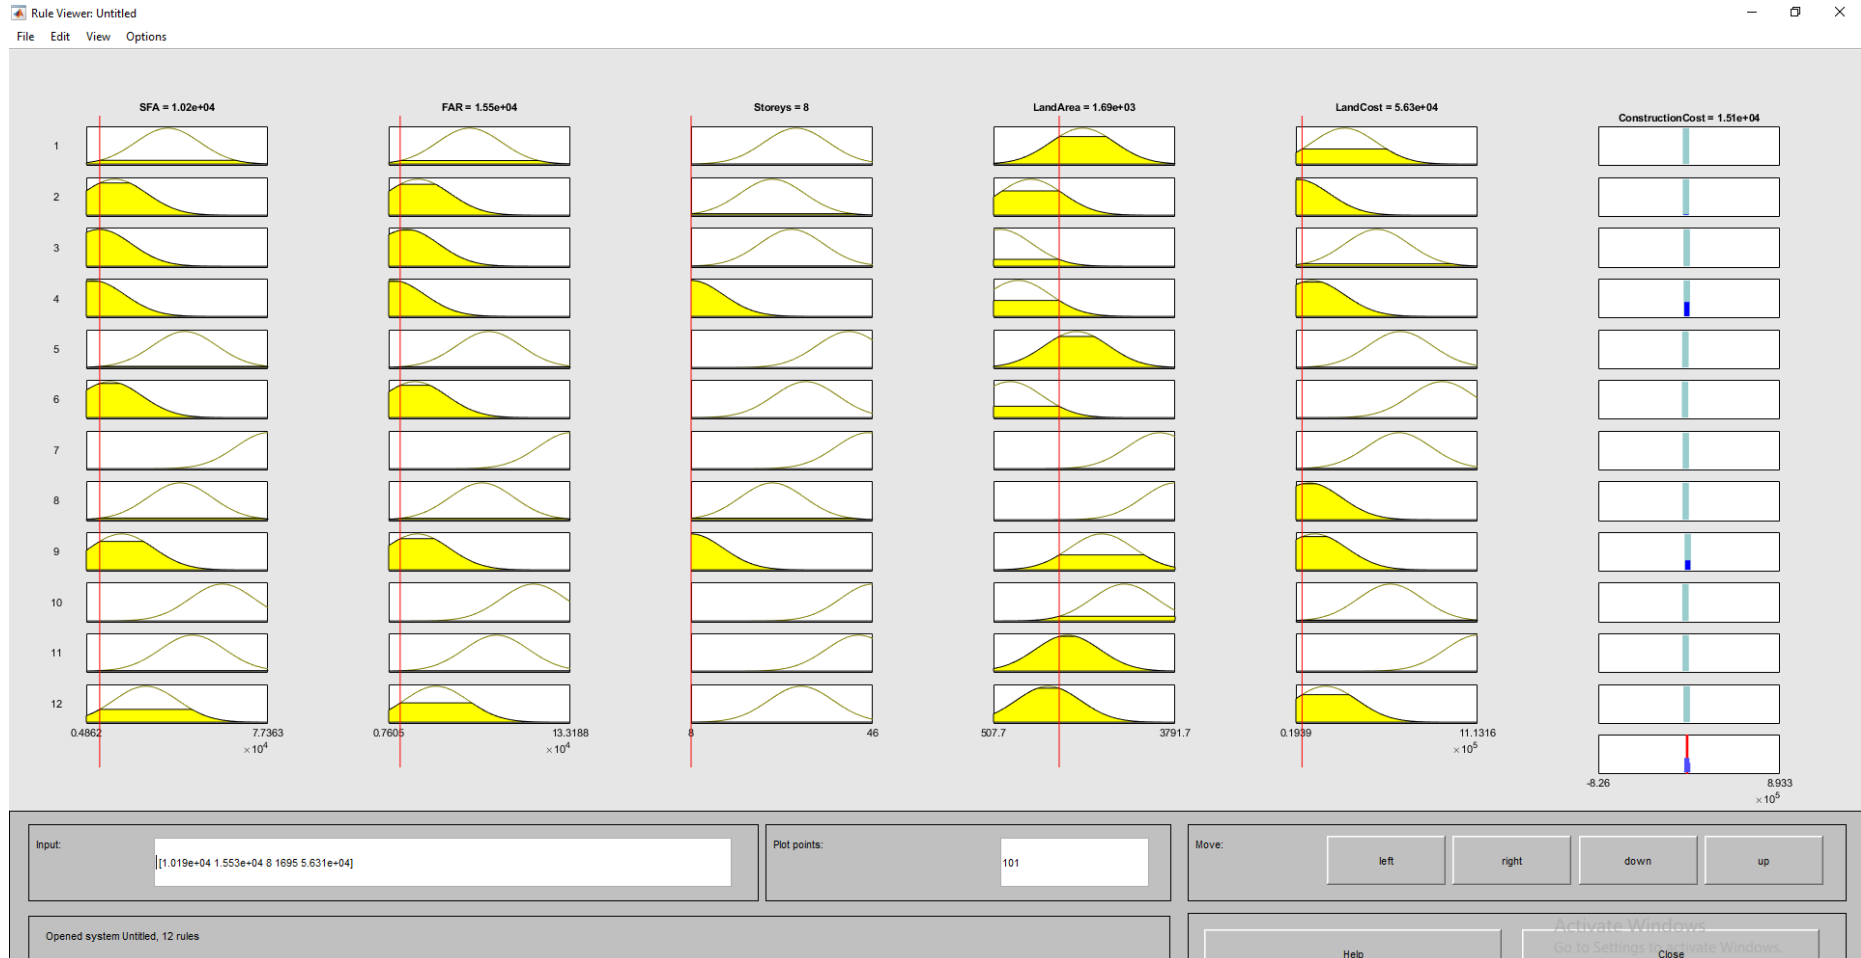 Rule Viewer: Untitled
File Edit View Options
SFA = 1.02e+04 FAR = 1.55e+04 Storeys = 8 LandArea = 1.69e+03 LandCost = 5.63e+04
ConstructionCost = 1.51e+04
1
2
3
4
5
6
7
8
9
10
11
12
0.4862 7.7363 0.7605 13.3188 8 46 507.7 3791.7 0.1939 11.1316
×10^4 ×10^4 ×10^5
-8.26 8.933
×10^5
Input: [1.019e+04 1.553e+04 8 1695 5.631e+04] Plot points: 101 Move: left right down up
Opened system Untitled, 12 rules
Help Close
Activate Windows
Go to Settings to activate Windows.